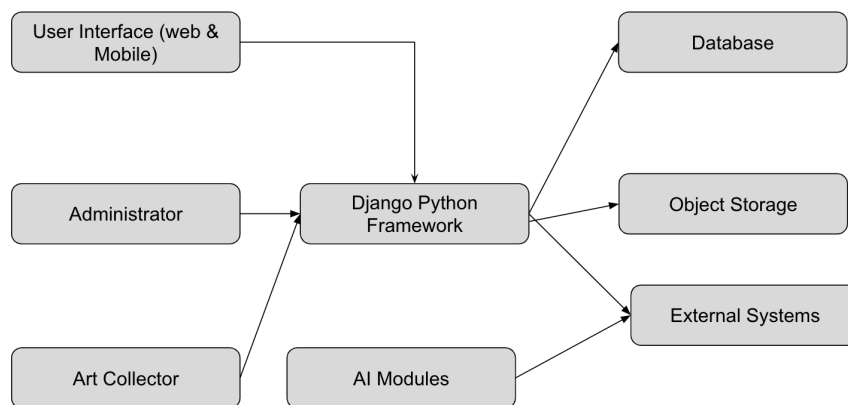 User Interface (web &
Mobile)
Database
Administrator
Django Python
Framework
Object Storage
External Systems
Art Collector
AI Modules